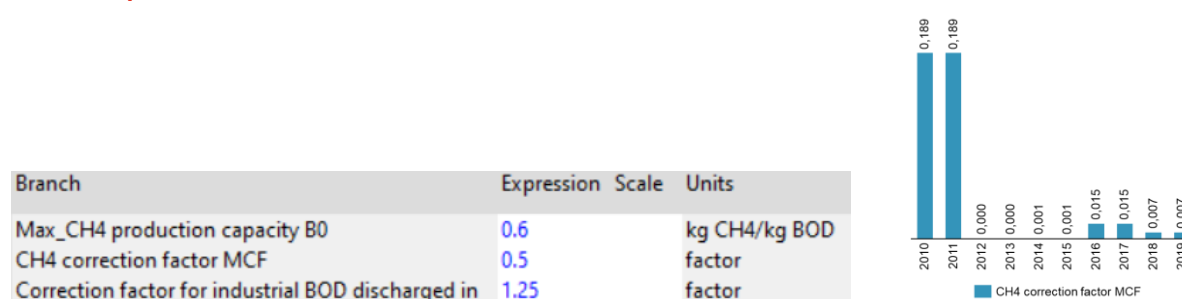 Branch Expression Scale Units
Max_CH4 production capacity B0 0.6 kg CH4/kg BOD
CH4 correction factor MCF 0.5 factor
Correction factor for industrial BOD discharged in 1.25 factor
0,189 0,189 0,000 0,000 0,001 0,001 0,015 0,015 0,007 0,007
2010 2011 2012 2013 2014 2015 2016 2017 2018 2019
CH4 correction factor MCF